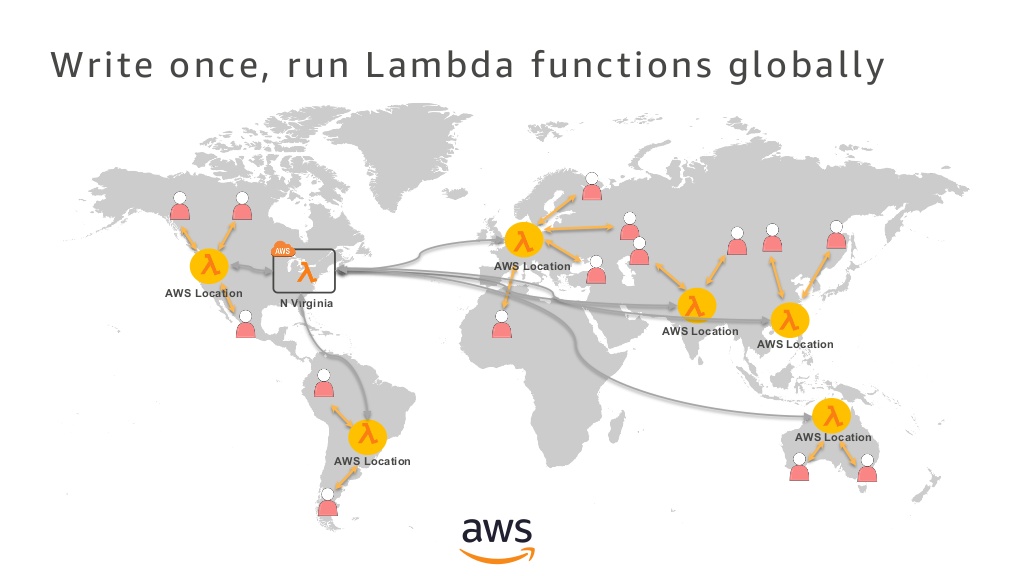 Write once, run Lambda functions globally
AWS
λ
λ
AWS Location
N Virginia
λ
AWS Location
λ
AWS Location
λ
AWS Location
λ
AWS Location
λ
AWS Location
aws